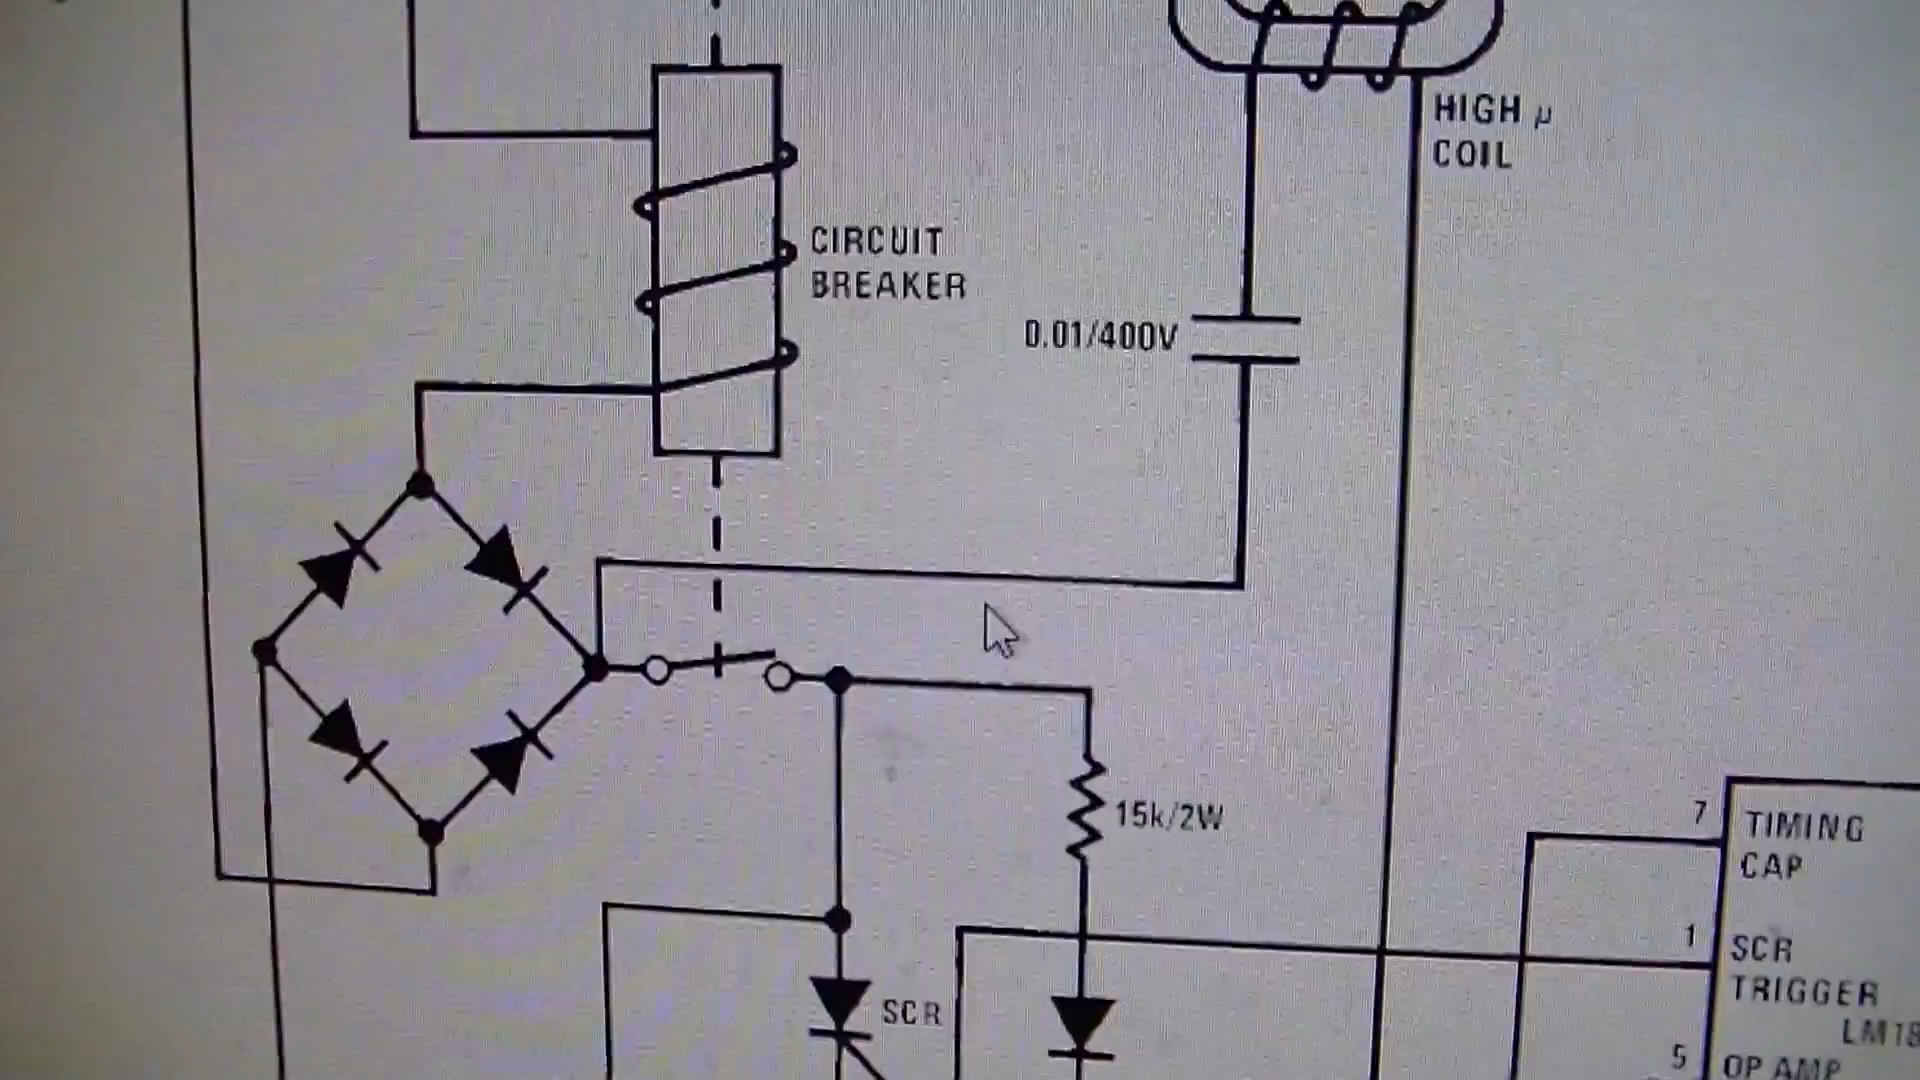 HIGH μ
COIL
CIRCUIT
BREAKER
0.01/400V
15k/2W
7
TIMING
CAP
1
SCR
TRIGGER
SCR
LM18
5
OP AMP